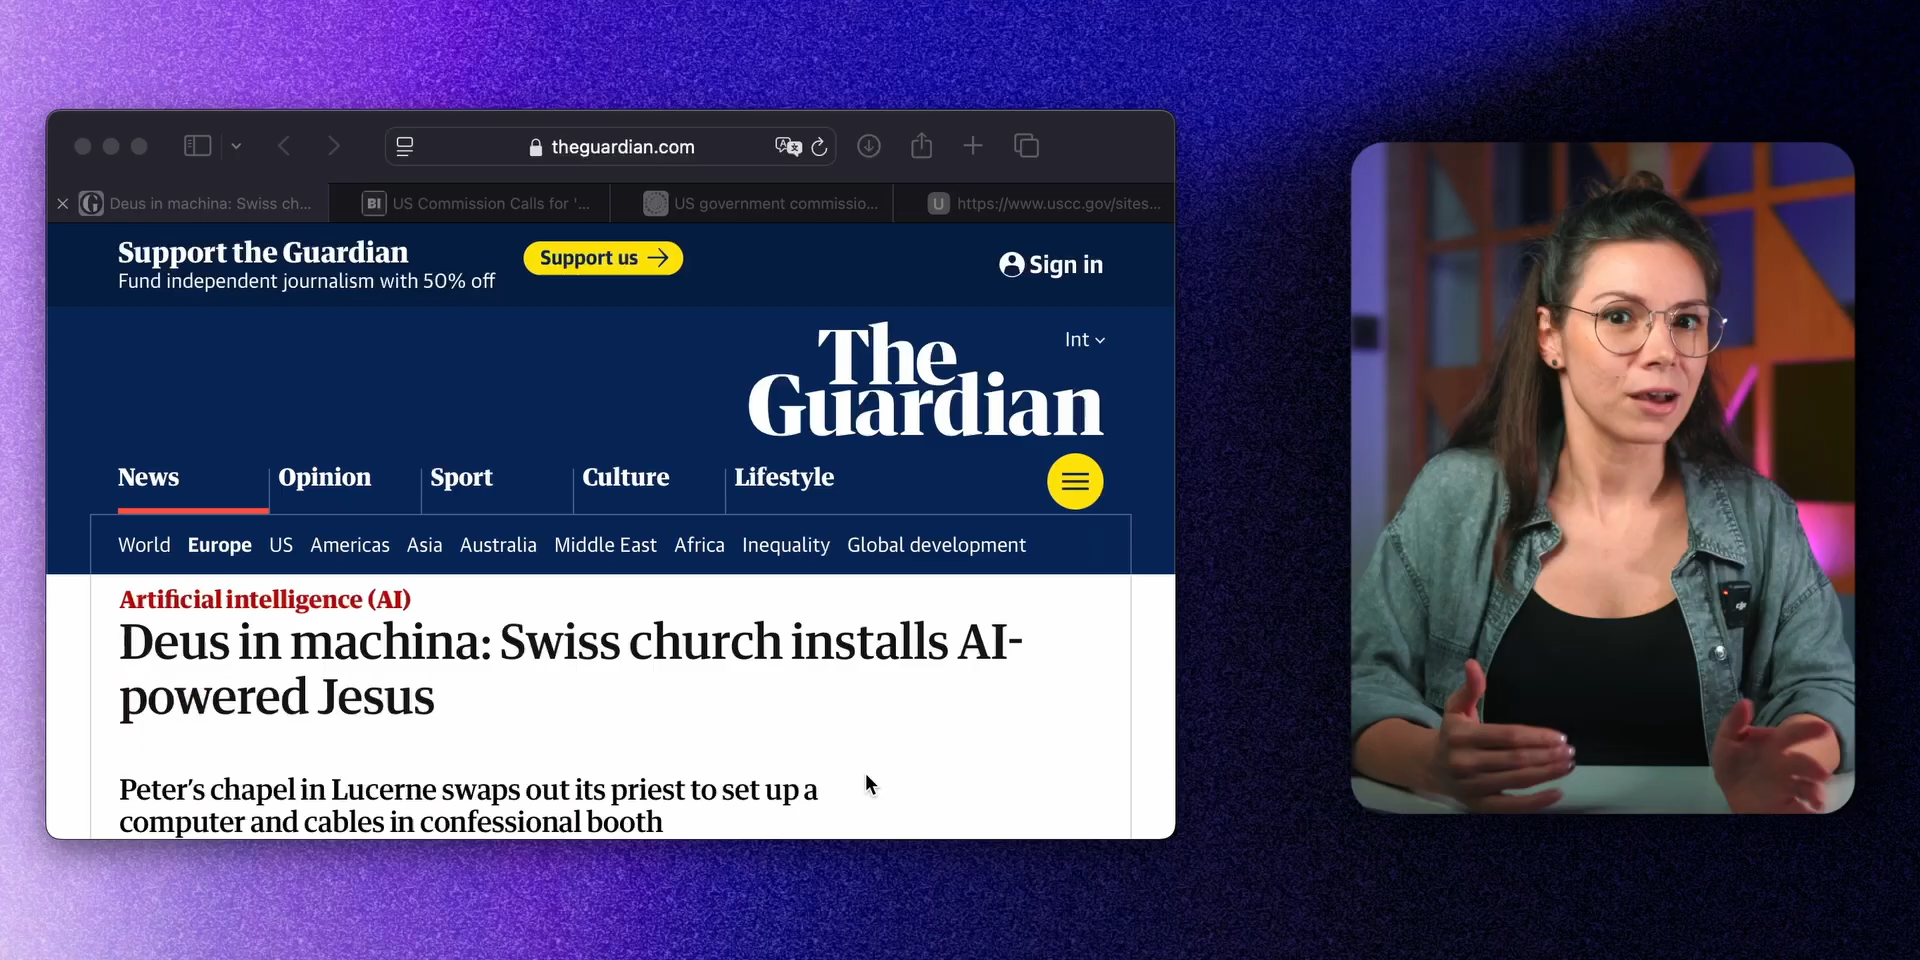 theguardian.com
Deus in machina: Swiss ch...
BI
US Commission Calls for '...
US government commissio...
U
https://www.uscc.gov/sites...
Support the Guardian
Fund independent journalism with 50% off
Support us
Sign in
Int
The
Guardian
News
Opinion
Sport
Culture
Lifestyle
World Europe US Americas Asia Australia Middle East Africa Inequality Global development
Artificial intelligence (AI)
Deus in machina: Swiss church installs AI-
powered Jesus
Peter's chapel in Lucerne swaps out its priest to set up a
computer and cables in confessional booth